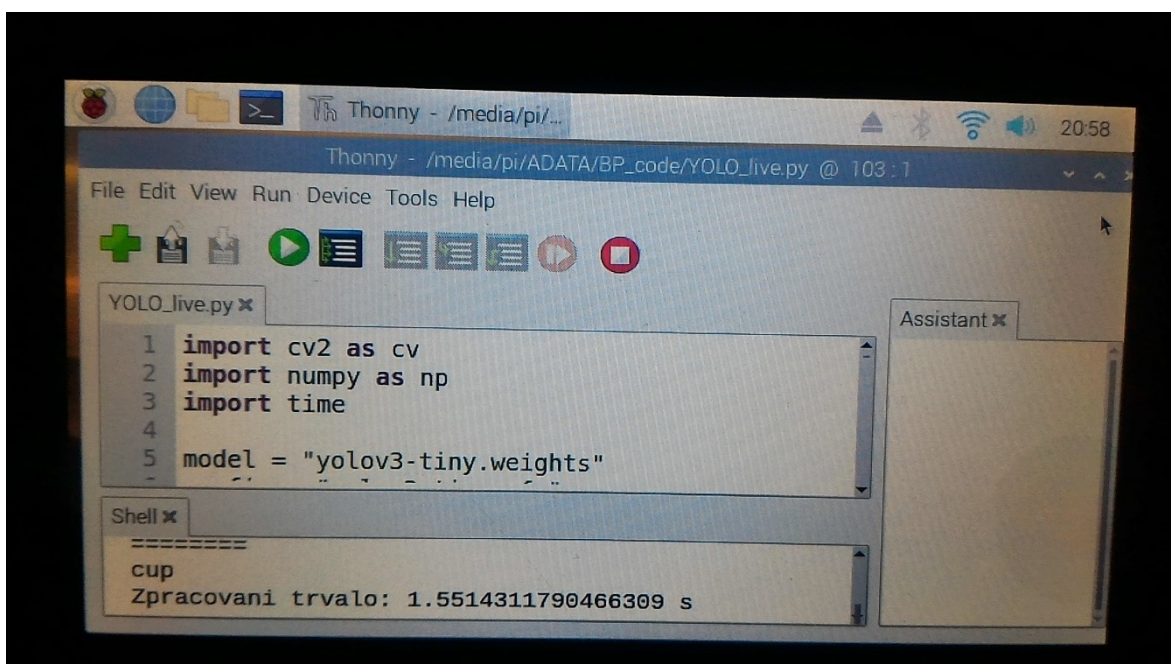 Thonny - /media/pi/...
20:58
Thonny - /media/pi/ADATA/BP_code/YOLO_live.py @ 103:1
File Edit View Run Device Tools Help
YOLO_live.py
1 import cv2 as cv
2 import numpy as np
3 import time
4
5 model = "yolov3-tiny.weights"
Assistant
Shell
========
cup
Zpracovani trvalo: 1.5514311790466309 s